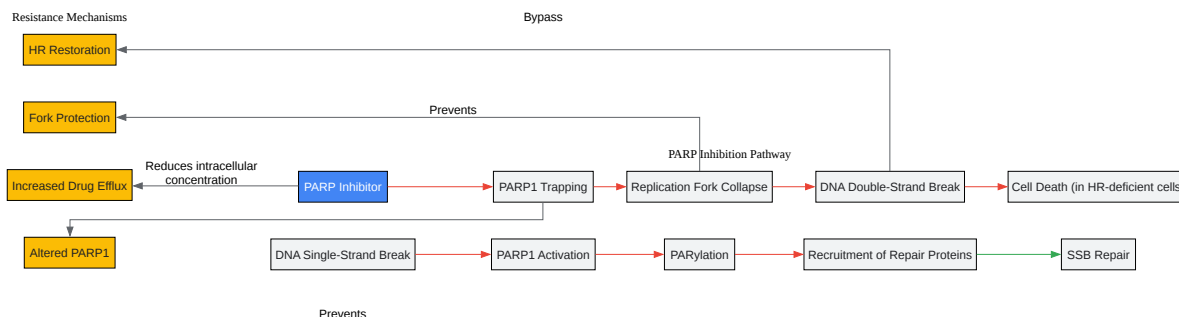 Resistance Mechanisms
Bypass
HR Restoration
Prevents
Fork Protection
PARP Inhibition Pathway
Reduces intracellular
concentration
Increased Drug Efflux
PARP Inhibitor
PARP1 Trapping
Replication Fork Collapse
DNA Double-Strand Break
Cell Death (in HR-deficient cells
Altered PARP1
DNA Single-Strand Break
PARP1 Activation
PARylation
Recruitment of Repair Proteins
SSB Repair
Prevents